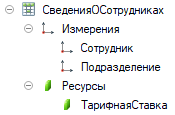 СведенияОСотрудниках
Измерения
Сотрудник
Подразделение
Ресурсы
ТарифнаяСтавка